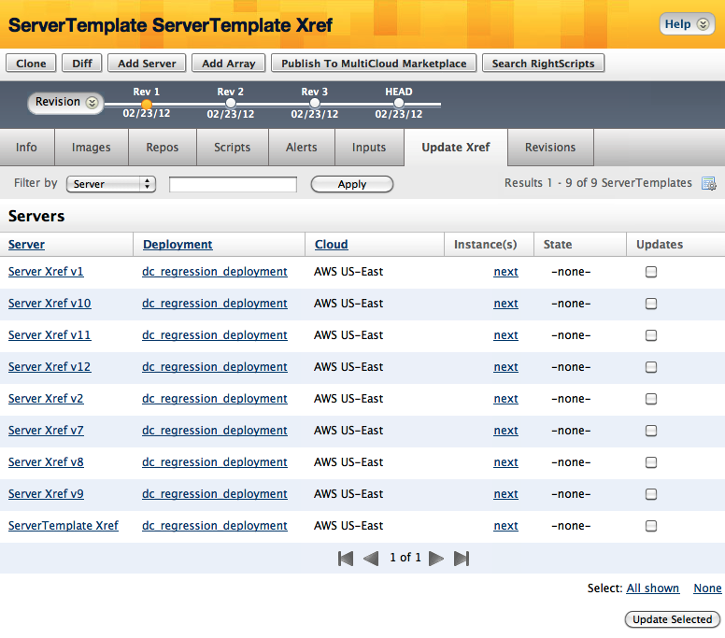 ServerTemplate ServerTemplate Xref
Help
Clone Diff Add Server Add Array Publish To MultiCloud Marketplace Search RightScripts
Rev 1 Rev 2 Rev 3 HEAD
Revision
02/23/12 02/23/12 02/23/12 02/23/12
Info Images Repos Scripts Alerts Inputs Update Xref Revisions
Filter by Server Apply Results 1 - 9 of 9 ServerTemplates
Servers
Server Deployment Cloud Instance(s) State Updates
Server Xref v1 dc_regression_deployment AWS US-East next -none-
Server Xref v10 dc_regression_deployment AWS US-East next -none-
Server Xref v11 dc_regression_deployment AWS US-East next -none-
Server Xref v12 dc_regression_deployment AWS US-East next -none-
Server Xref v2 dc_regression_deployment AWS US-East next -none-
Server Xref v7 dc_regression_deployment AWS US-East next -none-
Server Xref v8 dc_regression_deployment AWS US-East next -none-
Server Xref v9 dc_regression_deployment AWS US-East next -none-
ServerTemplate Xref dc_regression_deployment AWS US-East next -none-
1 of 1
Select: All shown None
Update Selected